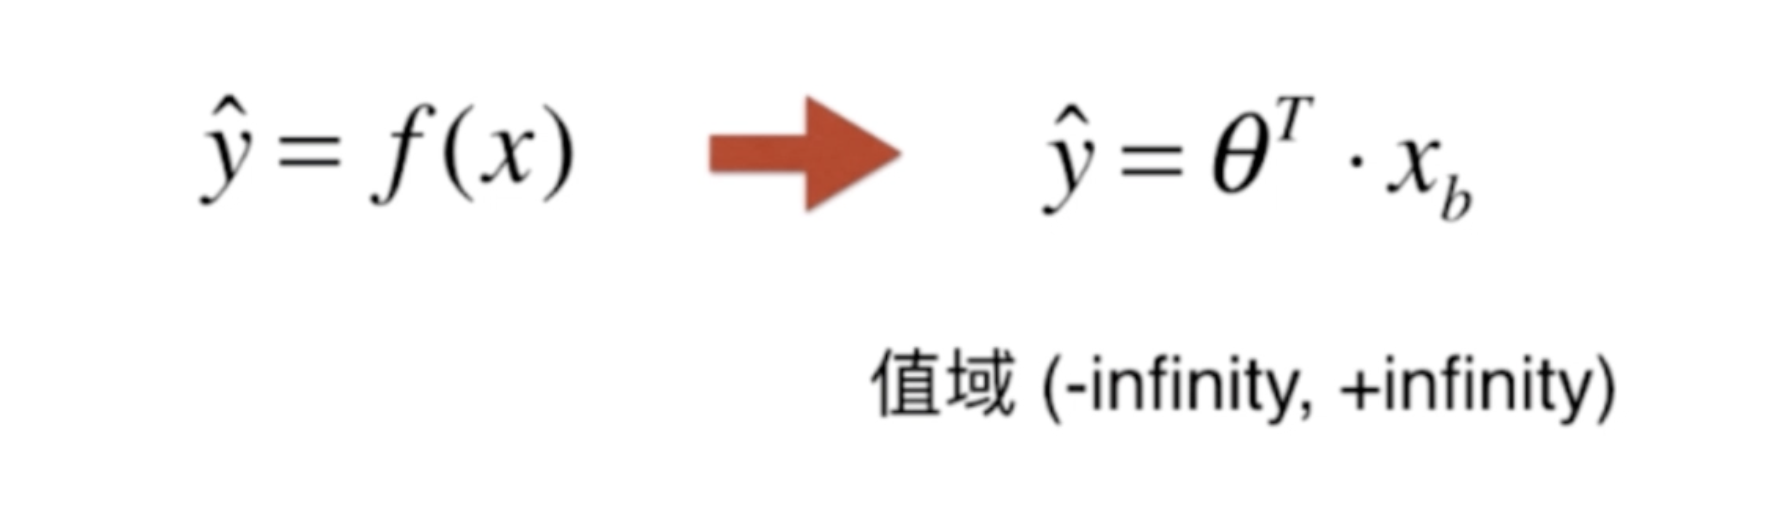 ŷ = f(x) ŷ = θ^T · x_b
值域 (-infinity, +infinity)